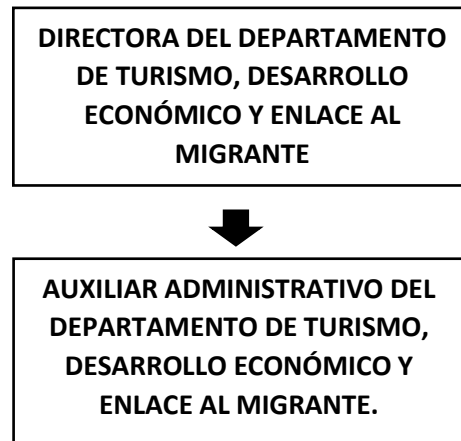 DIRECTORA DEL DEPARTAMENTO
DE TURISMO, DESARROLLO
ECONÓMICO Y ENLACE AL
MIGRANTE
AUXILIAR ADMINISTRATIVO DEL
DEPARTAMENTO DE TURISMO,
DESARROLLO ECONÓMICO Y
ENLACE AL MIGRANTE.